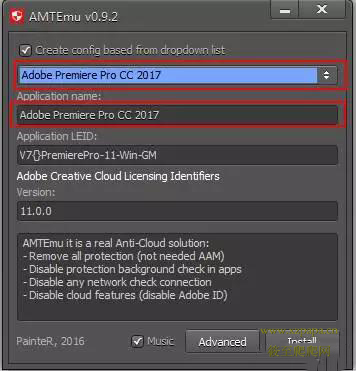 AMTEmu v0.9.2
Create config based from dropdown list
Adobe Premiere Pro CC 2017
Application name:
Adobe Premiere Pro CC 2017
Application LEID:
V7{}PremierePro-11-Win-GM
Adobe Creative Cloud Licensing Identifiers
Version:
11.0.0
AMTEmu it is a real Anti-Cloud solution:
- Remove all protection (not needed AAM)
- Disable protection background check in apps
- Disable any network check connection
- Disable cloud features (disable Adobe ID)
PainteR, 2016
Music
Advanced
Install